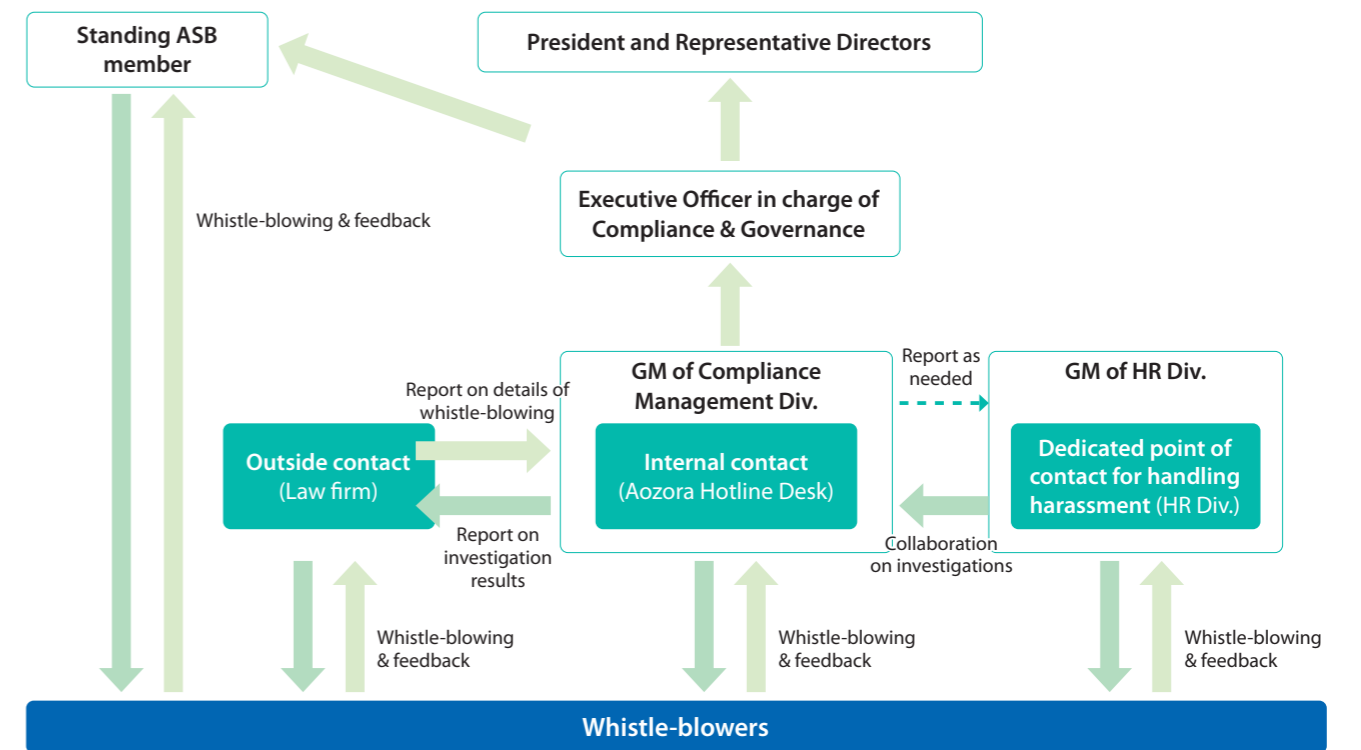 Standing ASB
member
President and Representative Directors
Executive Officer in charge of
Compliance & Governance
Whistle-blowing & feedback
GM of Compliance
Management Div.
Report as
needed
GM of HR Div.
Report on details of
whistle-blowing
Outside contact
(Law firm)
Internal contact
(Aozora Hotline Desk)
Dedicated point of
contact for handling
harassment (HR Div.)
Report on
investigation
results
Collaboration
on investigations
Whistle-blowing
& feedback
Whistle-blowing
& feedback
Whistle-blowing
& feedback
Whistle-blowers